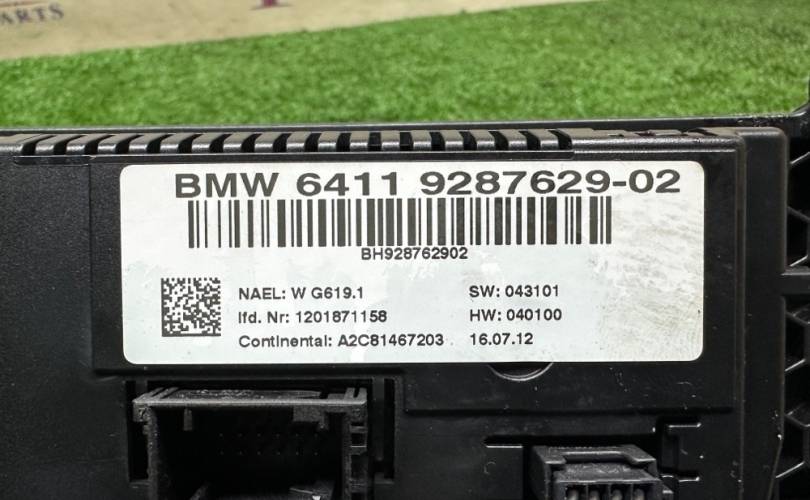 PARTS
BMW 6411 9287629-02
BH928762902
NAEL: W G619.1 SW: 043101
lfd. Nr: 1201871158 HW: 040100
Continental: A2C81467203 16.07.12